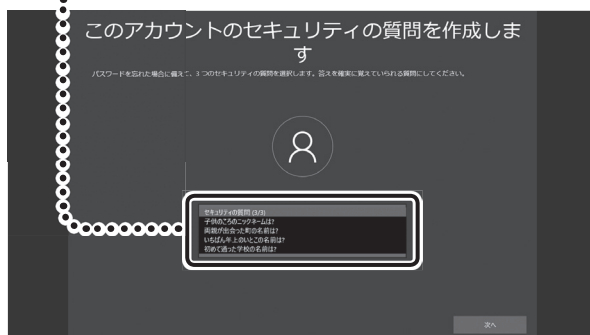 このアカウントのセキュリティの質問を作成しま
す
パスワードを忘れた場合に備えて、3 つのセキュリティの質問を選択します。答えを確実に覚えていられる質問にしてください。
セキュリティの質問 (3/3)
子供のころのニックネームは?
両親が出会った町の名前は?
いちばん年上のいとこの名前は?
初めて通った学校の名前は?
次へ